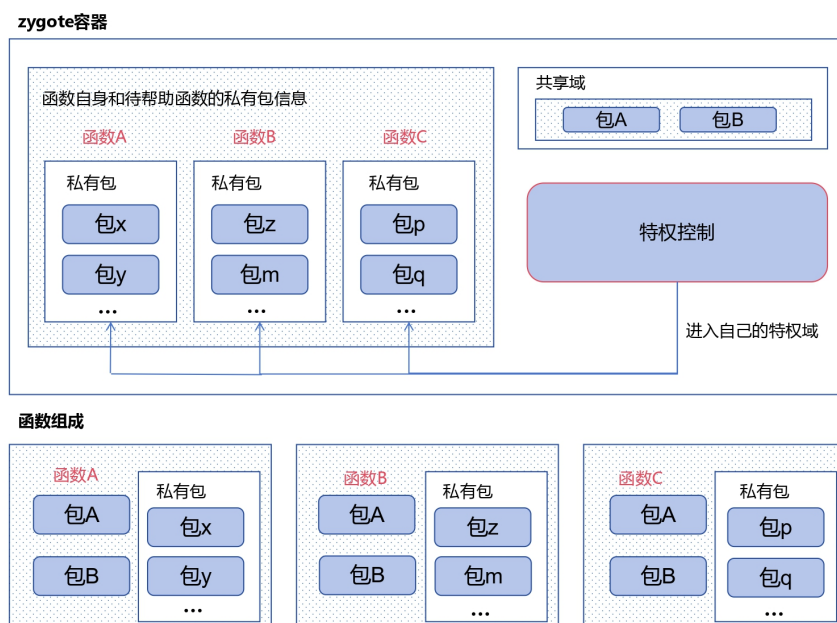 zygote容器
函数自身和待帮助函数的私有包信息
函数A
函数B
函数C
私有包
包x
包y
...
私有包
包z
包m
...
私有包
包p
包q
...
共享域
包A
包B
特权控制
进入自己的特权域
函数组成
函数A
包A
包B
私有包
包x
包y
...
函数B
包A
包B
私有包
包z
包m
...
函数C
包A
包B
私有包
包p
包q
...